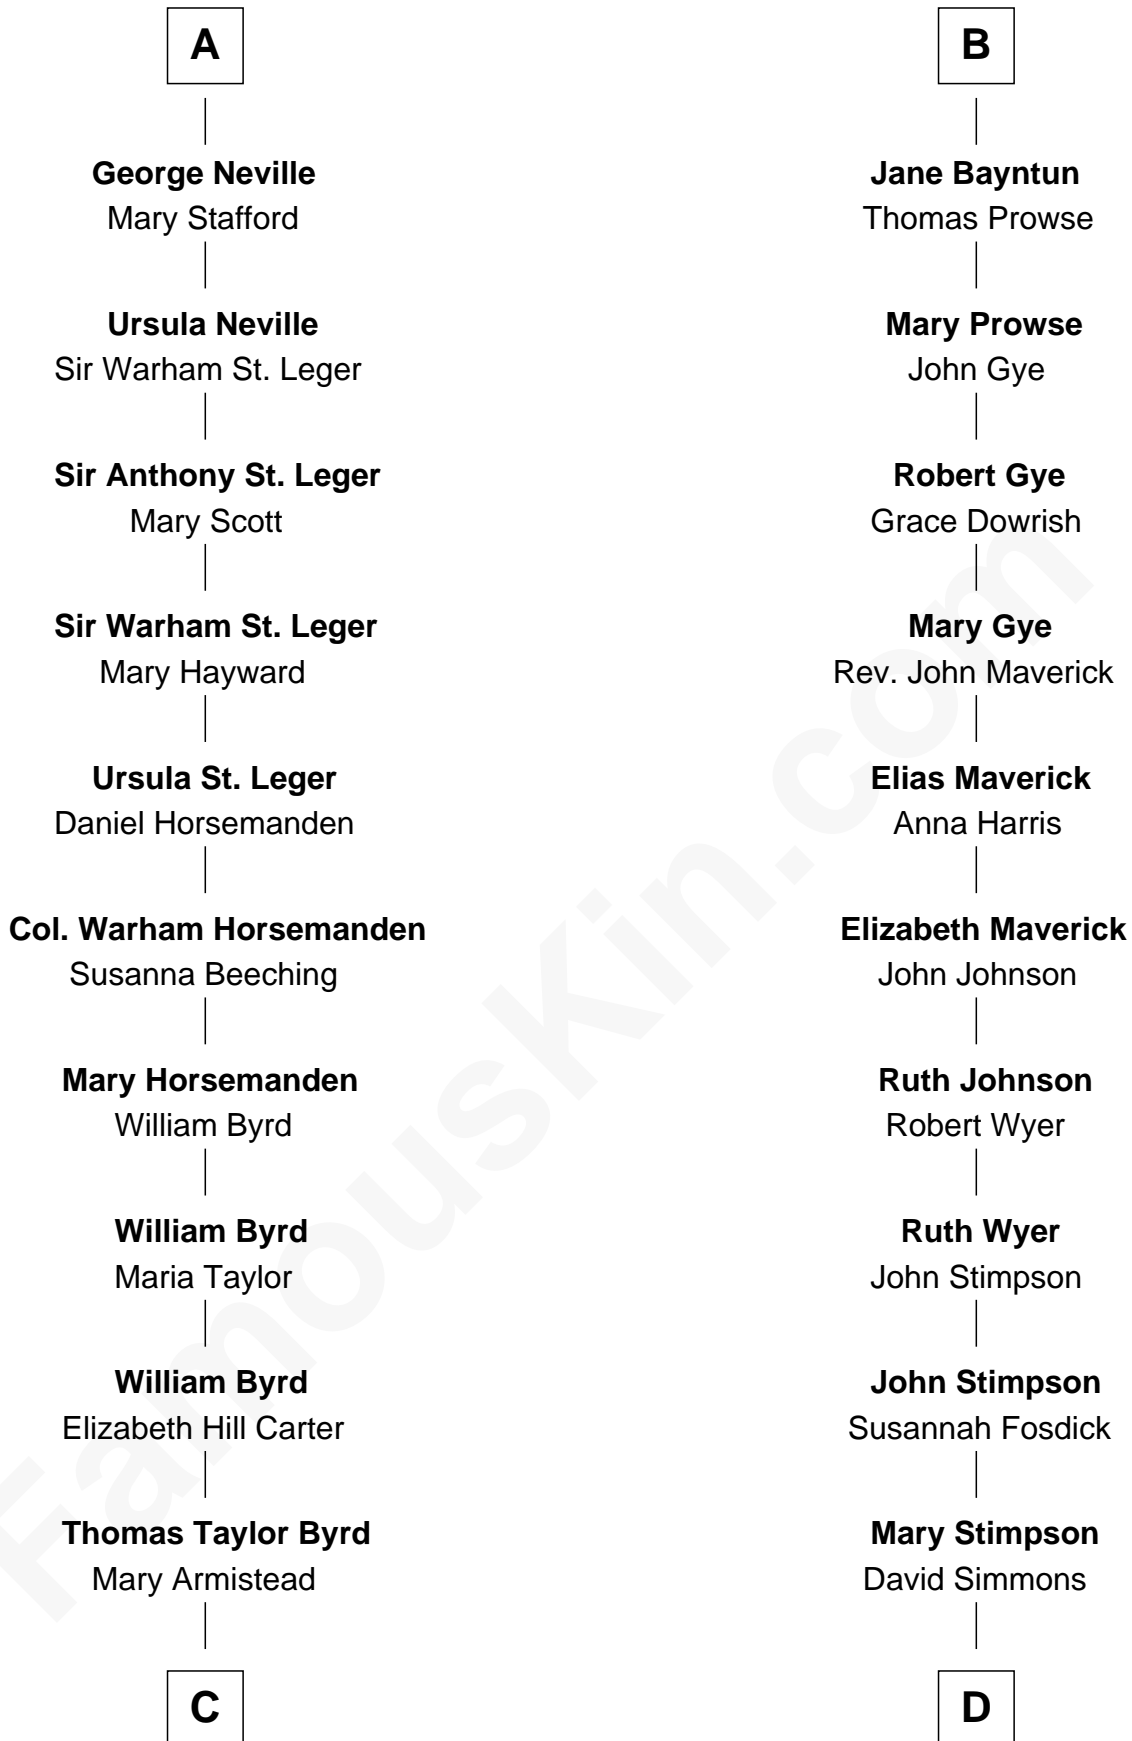 A
George Neville
Mary Stafford
Ursula Neville
Sir Warham St. Leger
Sir Anthony St. Leger
Mary Scott
Sir Warham St. Leger
Mary Hayward
Ursula St. Leger
Daniel Horsemanden
Col. Warham Horsemanden
Susanna Beeching
Mary Horsemanden
William Byrd
William Byrd
Maria Taylor
William Byrd
Elizabeth Hill Carter
Thomas Taylor Byrd
Mary Armistead
C
B
Jane Bayntun
Thomas Prowse
Mary Prowse
John Gye
Robert Gye
Grace Dowrish
Mary Gye
Rev. John Maverick
Elias Maverick
Anna Harris
Elizabeth Maverick
John Johnson
Ruth Johnson
Robert Wyer
Ruth Wyer
John Stimpson
John Stimpson
Susannah Fosdick
Mary Stimpson
David Simmons
D
FamousKin.com